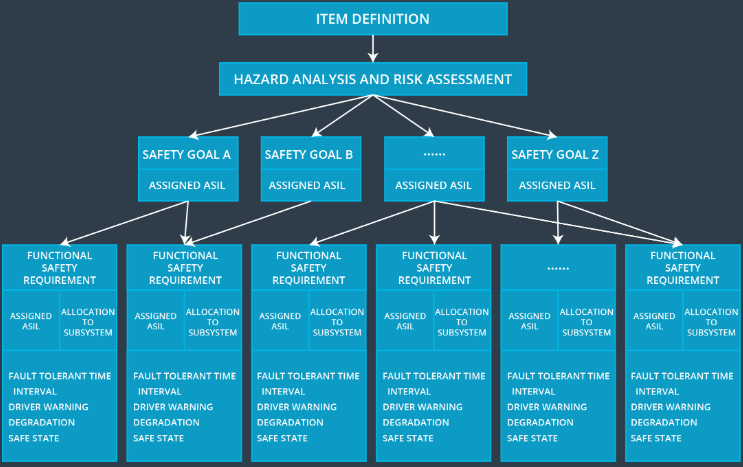 ITEM DEFINITION
HAZARD ANALYSIS AND RISK ASSESSMENT
SAFETY GOAL A
ASSIGNED ASIL
SAFETY GOAL B
ASSIGNED ASIL
......
ASSIGNED ASIL
SAFETY GOAL Z
ASSIGNED ASIL
FUNCTIONAL
SAFETY
REQUIREMENT
ASSIGNED
ASIL
ALLOCATION
TO
SUBSYSTEM
FAULT TOLERANT TIME
INTERVAL
DRIVER WARNING
DEGRADATION
SAFE STATE
FUNCTIONAL
SAFETY
REQUIREMENT
ASSIGNED
ASIL
ALLOCATION
TO
SUBSYSTEM
FAULT TOLERANT TIME
INTERVAL
DRIVER WARNING
DEGRADATION
SAFE STATE
FUNCTIONAL
SAFETY
REQUIREMENT
ASSIGNED
ASIL
ALLOCATION
TO
SUBSYSTEM
FAULT TOLERANT TIME
INTERVAL
DRIVER WARNING
DEGRADATION
SAFE STATE
FUNCTIONAL
SAFETY
REQUIREMENT
ASSIGNED
ASIL
ALLOCATION
TO
SUBSYSTEM
FAULT TOLERANT TIME
INTERVAL
DRIVER WARNING
DEGRADATION
SAFE STATE
......
ASSIGNED
ASIL
ALLOCATION
TO
SUBSYSTEM
FAULT TOLERANT TIME
INTERVAL
DRIVER WARNING
DEGRADATION
SAFE STATE
FUNCTIONAL
SAFETY
REQUIREMENT
ASSIGNED
ASIL
ALLOCATION
TO
SUBSYSTEM
FAULT TOLERANT TIME
INTERVAL
DRIVER WARNING
DEGRADATION
SAFE STATE